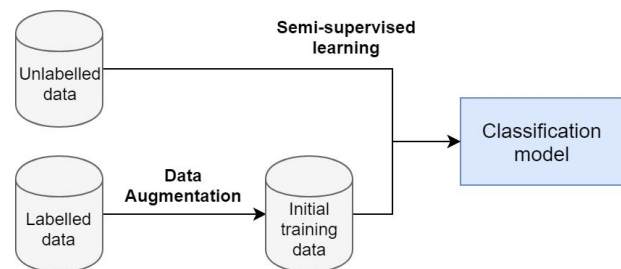 Semi-supervised
learning
Unlabelled
data
Classification
model
Data
Augmentation
Labelled
data
Initial
training
data